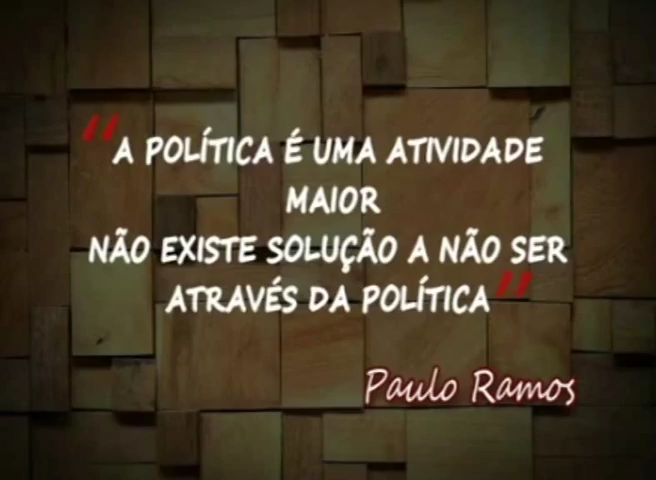 "A POLÍTICA É UMA ATIVIDADE
MAIOR
NÃO EXISTE SOLUÇÃO A NÃO SER
ATRAVÉS DA POLÍTICA"
Paulo Ramos